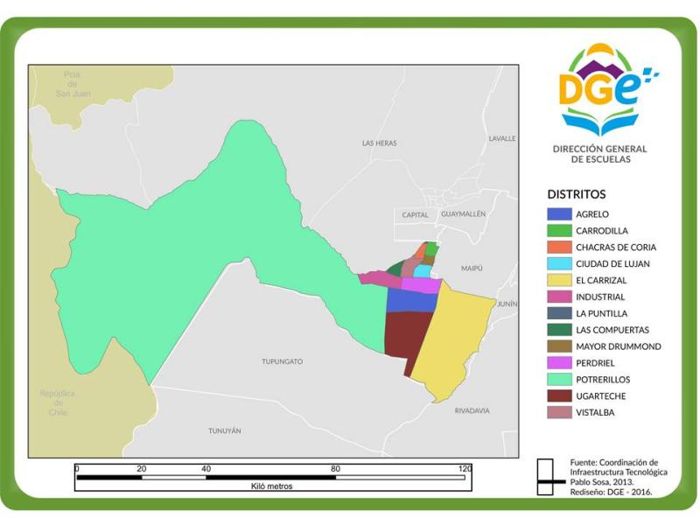 Pcia
de
San Juan
LAS HERAS
LAVALLE
CAPITAL
GUAYMALLÉN
MAIPÚ
JUNÍN
TUPUNGATO
República
de
Chile
RIVADAVIA
TUNUYÁN
0 20 40 80 120
Kiló metros
DGe
DIRECCIÓN GENERAL
DE ESCUELAS
DISTRITOS
AGRELO
CARRODILLA
CHACRAS DE CORIA
CIUDAD DE LUJAN
EL CARRIZAL
INDUSTRIAL
LA PUNTILLA
LAS COMPUERTAS
MAYOR DRUMMOND
PERDRIEL
POTRERILLOS
UGARTECHE
VISTALBA
Fuente: Coordinación de
Infraestructura Tecnológica
Pablo Sosa, 2013.
Rediseño: DGE - 2016.